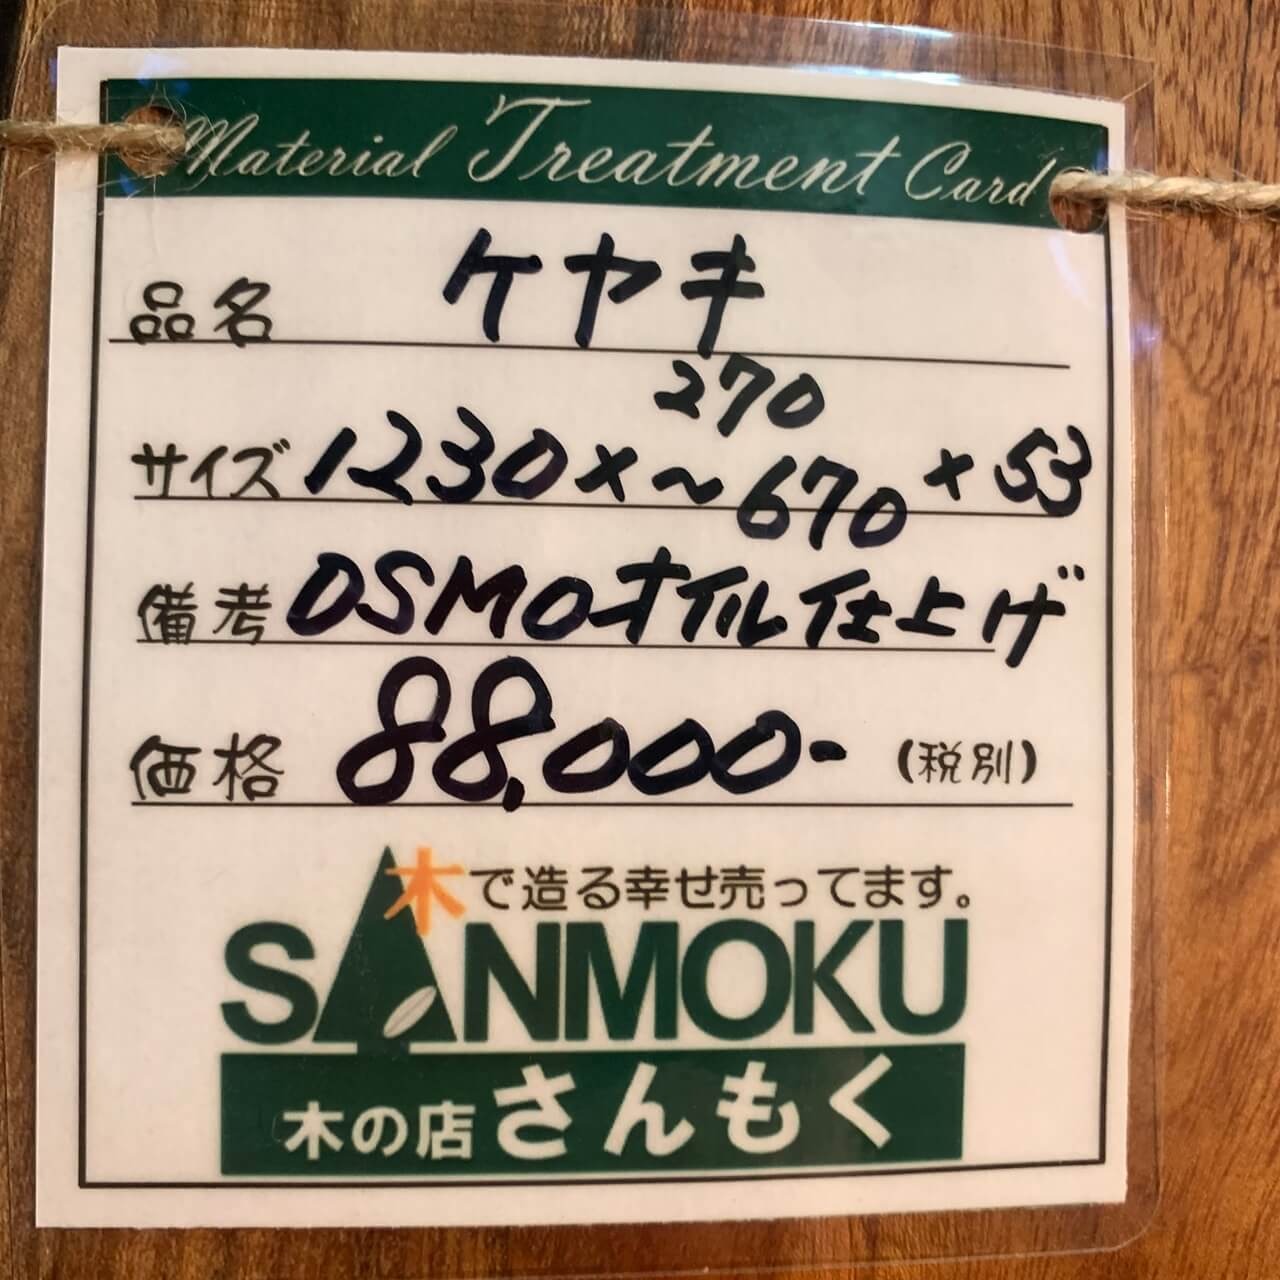 Material Treatment Card
品名 ケヤキ
270
サイズ 1230×~670×53
備考 OSMOオイル仕上げ
価格 88,000- (税別)
木で造る幸せ売ってます。
SANMOKU
木の店 さんもく